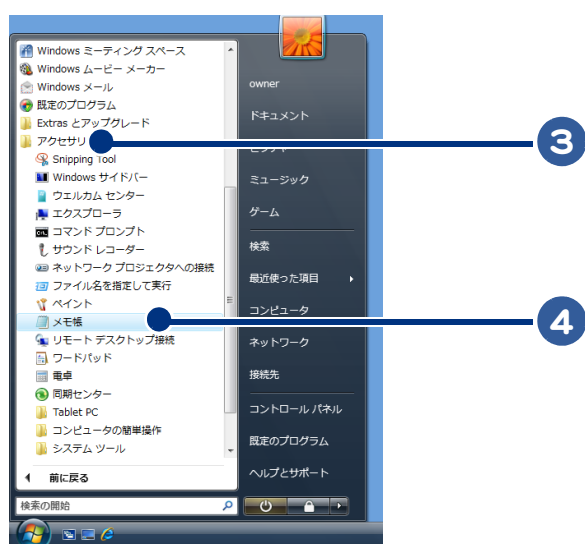 Windows ミーティング スペース
Windows ムービー メーカー
Windows メール
既定のプログラム
Extras とアップグレード
アクセサリ
Snipping Tool
Windows サイドバー
ウェルカム センター
エクスプローラ
コマンド プロンプト
サウンド レコーダー
ネットワーク プロジェクタへの接続
ファイル名を指定して実行
ペイント
メモ帳
リモート デスクトップ接続
ワードパッド
電卓
同期センター
Tablet PC
コンピュータの簡単操作
システム ツール
前に戻る
検索の開始
owner
ドキュメント
ピクチャ
ミュージック
ゲーム
検索
最近使った項目
コンピュータ
ネットワーク
接続先
コントロール パネル
既定のプログラム
ヘルプとサポート
3
4